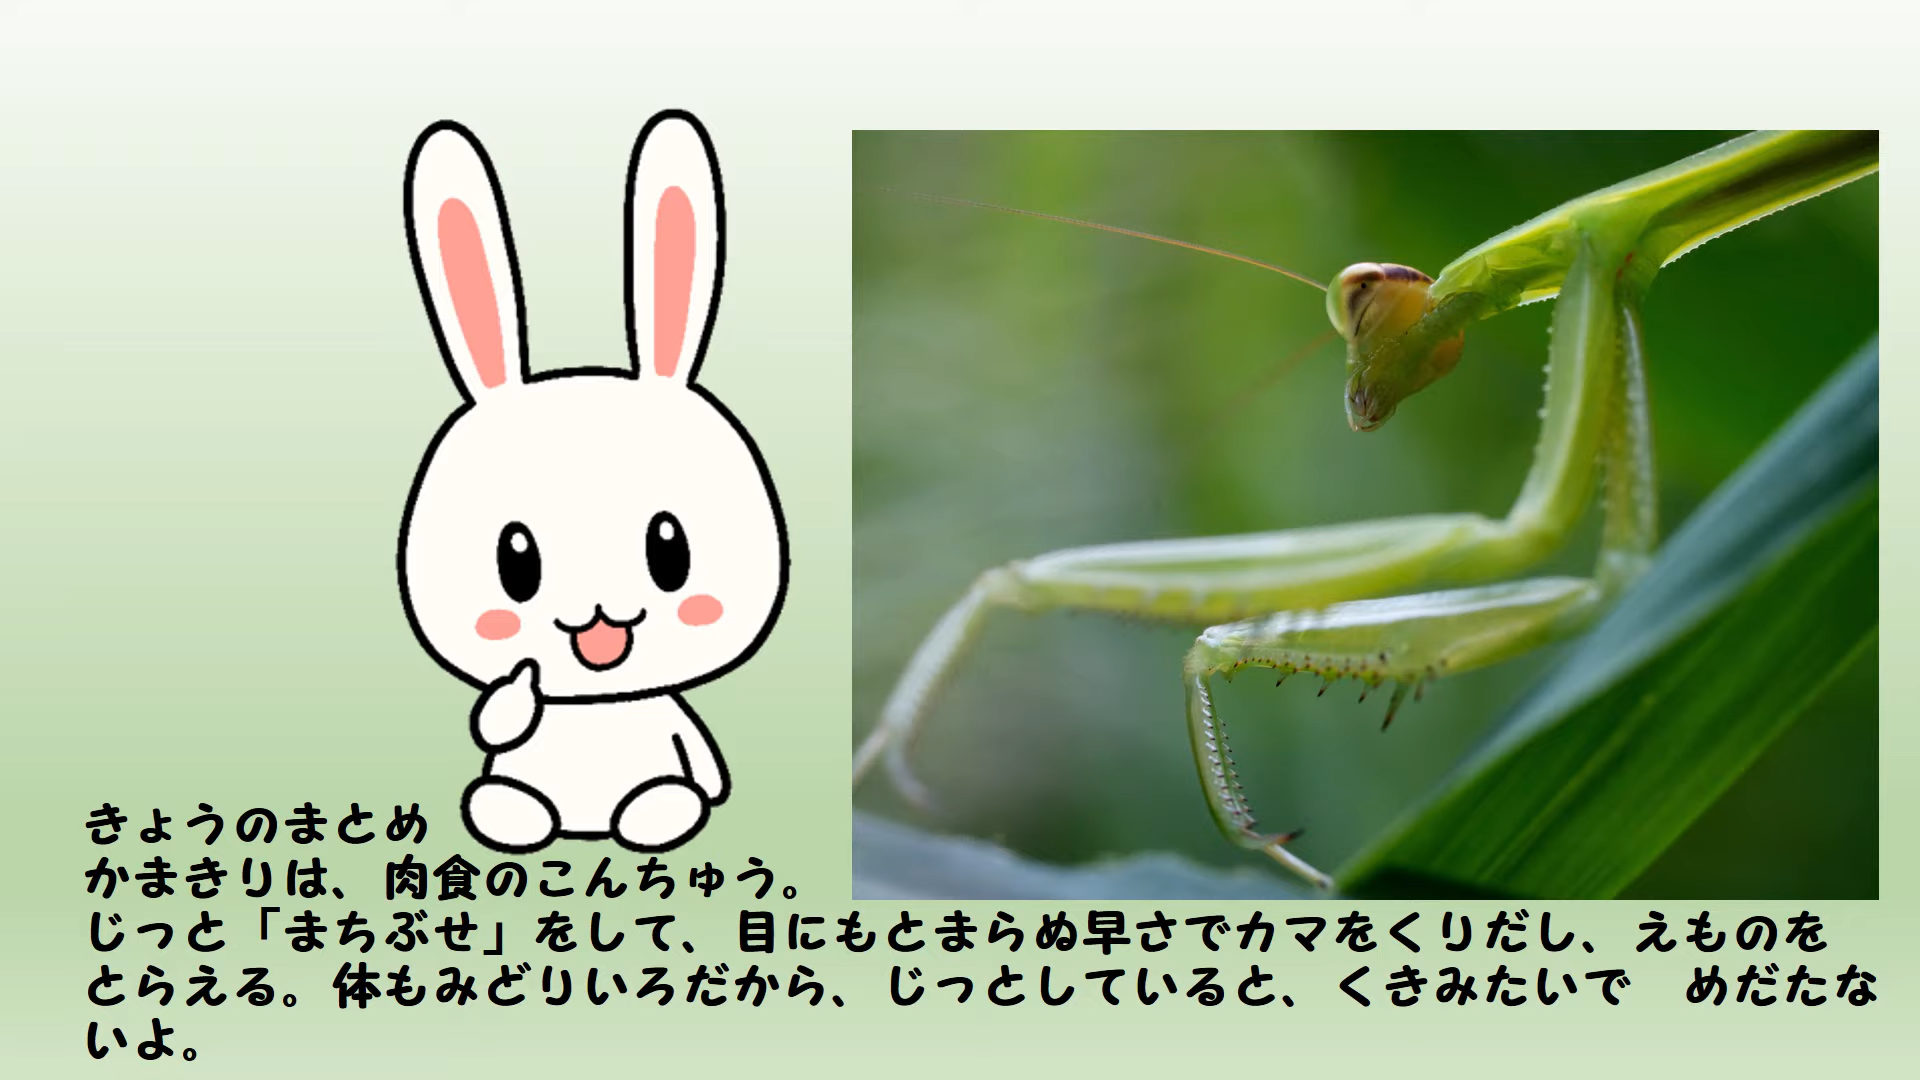 きょうのまとめ
かまきりは、肉食のこんちゅう。
じっと「まちぶせ」をして、目にもとまらぬ早さでカマをくりだし、えものを
とらえる。体もみどりいろだから、じっとしていると、くきみたいで　めだたな
いよ。